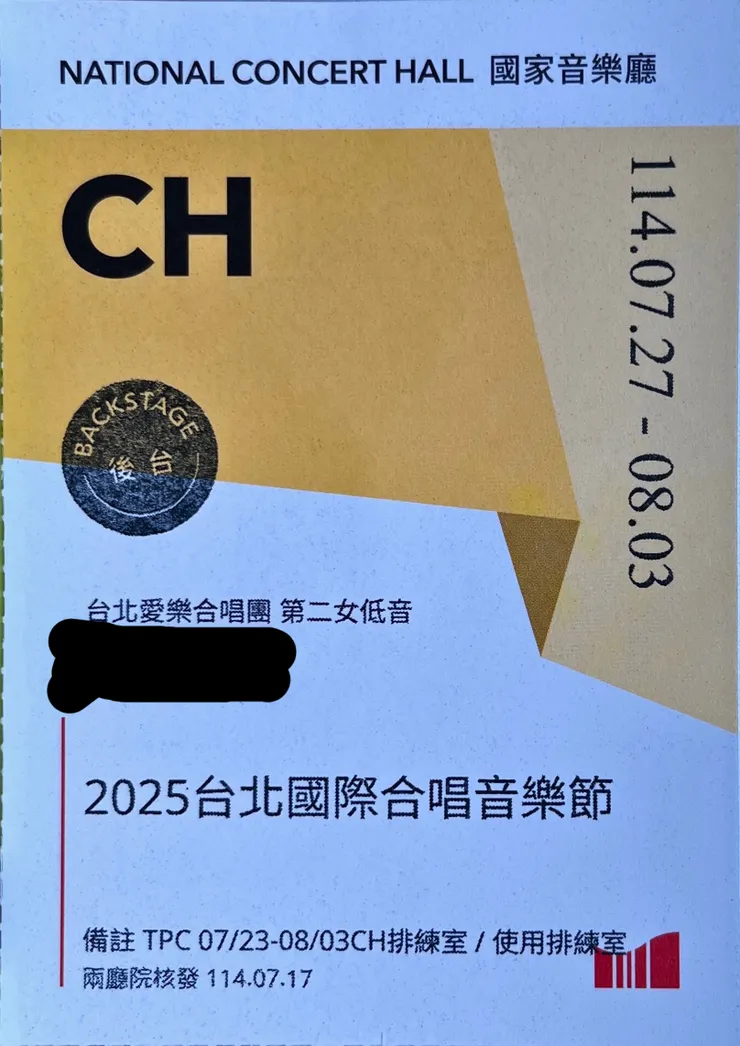 NATIONAL CONCERT HALL 國家音樂廳
CH
114.07.27 - 08.03
BACKSTAGE
後台
台北愛樂合唱團 第二女低音
2025台北國際合唱音樂節
備註 TPC 07/23-08/03CH排練室 / 使用排練室
兩廳院核發 114.07.17